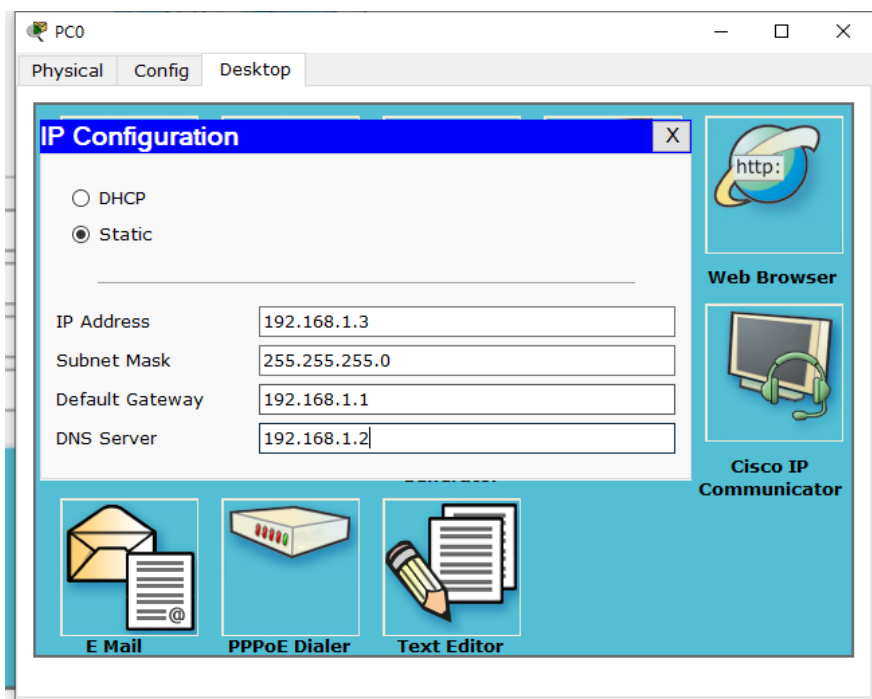 PC0
Physical Config Desktop
IP Configuration X
DHCP
Static
IP Address 192.168.1.3
Subnet Mask 255.255.255.0
Default Gateway 192.168.1.1
DNS Server 192.168.1.2
http:
Web Browser
Cisco IP
Communicator
@
E Mail PPPoE Dialer Text Editor